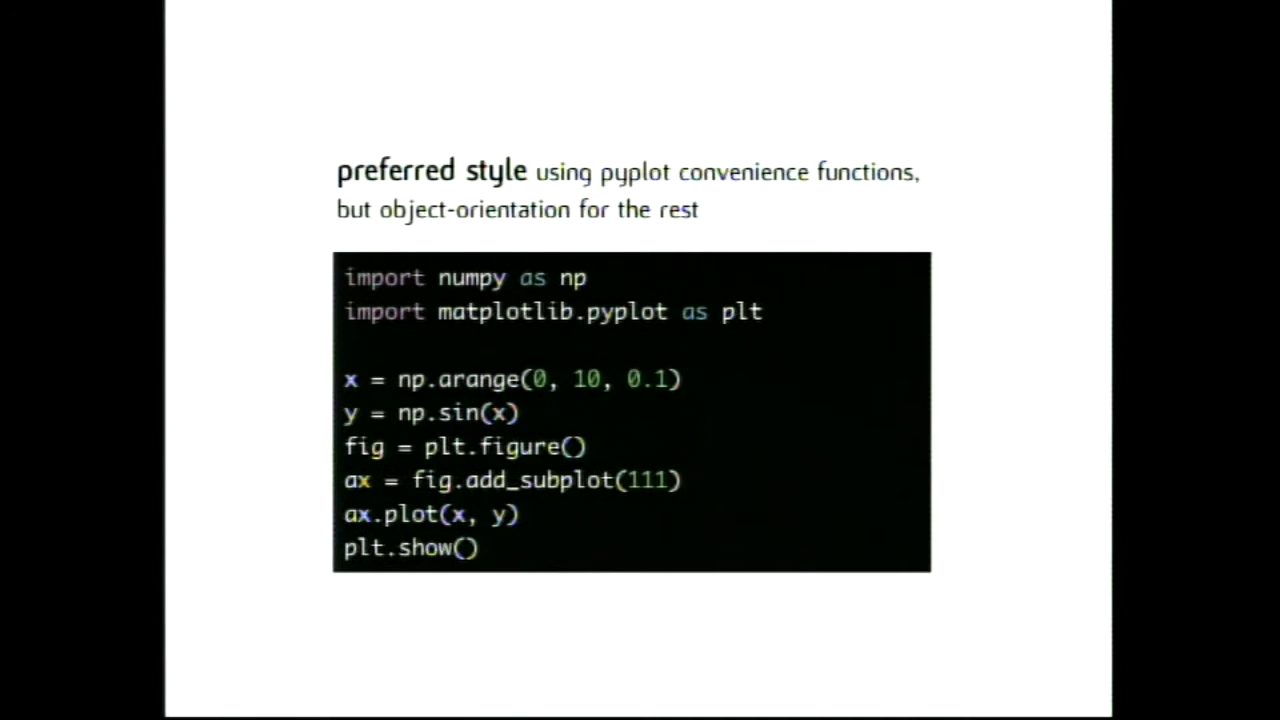 preferred style using pyplot convenience functions,
but object-orientation for the rest
import numpy as np
import matplotlib.pyplot as plt
x = np.arange(0, 10, 0.1)
y = np.sin(x)
fig = plt.figure()
ax = fig.add_subplot(111)
ax.plot(x, y)
plt.show()